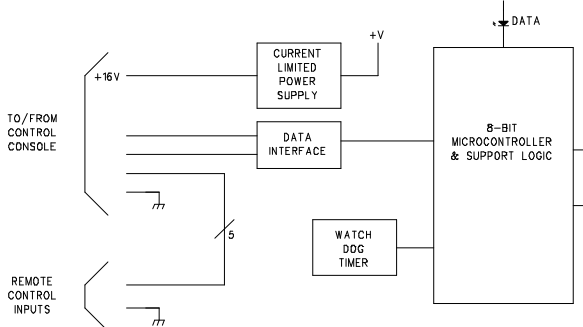 DATA
+V
CURRENT
LIMITED
POWER
SUPPLY
+16V
TO/FROM
CONTROL
CONSOLE
DATA
INTERFACE
8-BIT
MICROCONTROLLER
& SUPPORT LOGIC
5
WATCH
DOG
TIMER
REMOTE
CONTROL
INPUTS